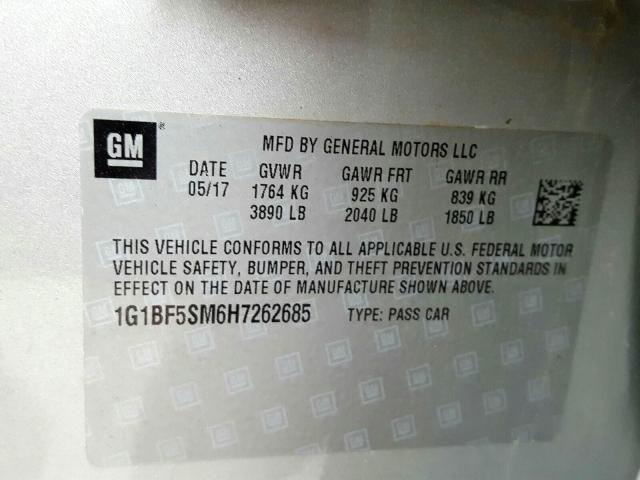 GM ®
MFD BY GENERAL MOTORS LLC
DATE GVWR GAWR FRT GAWR RR
05/17 1764 KG 925 KG 839 KG
3890 LB 2040 LB 1850 LB
THIS VEHICLE CONFORMS TO ALL APPLICABLE U.S. FEDERAL MOTOR
VEHICLE SAFETY, BUMPER, AND THEFT PREVENTION STANDARDS IN
EFFECT ON THE DATE OF MANUFACTURE SHOWN ABOVE.
1G1BF5SM6H7262685 TYPE: PASS CAR